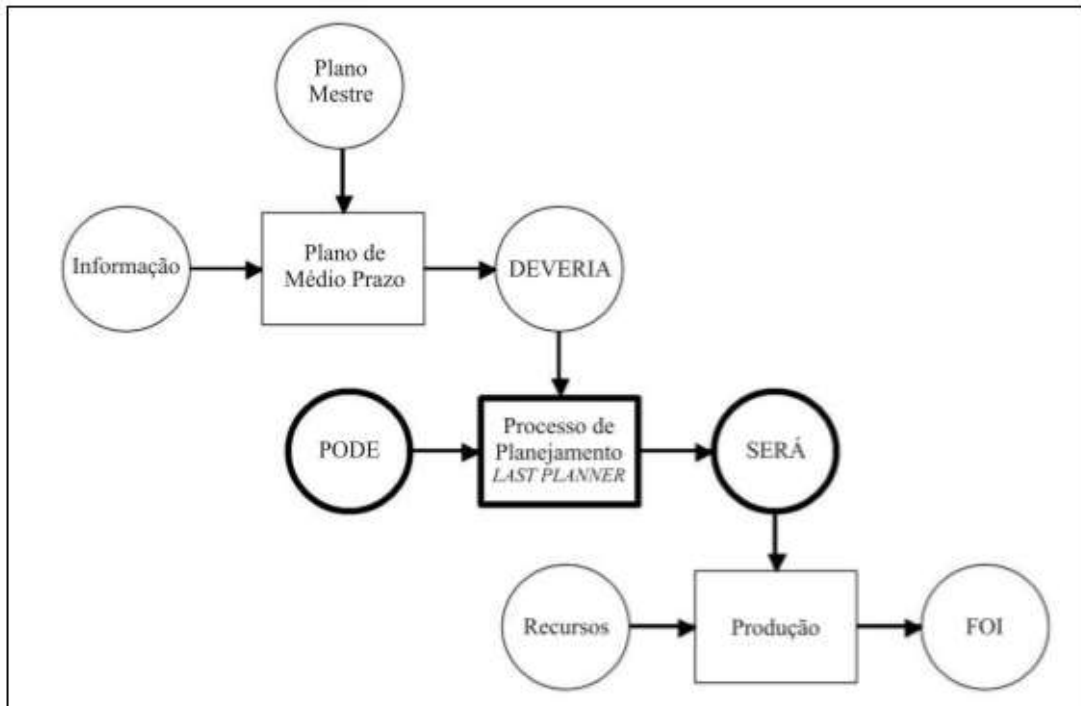 Plano
Mestre
Informação
Plano de
Médio Prazo
DEVERIA
PODE
Processo de
Planejamento
LAST PLANNER
SERÁ
Recursos
Produção
FOI